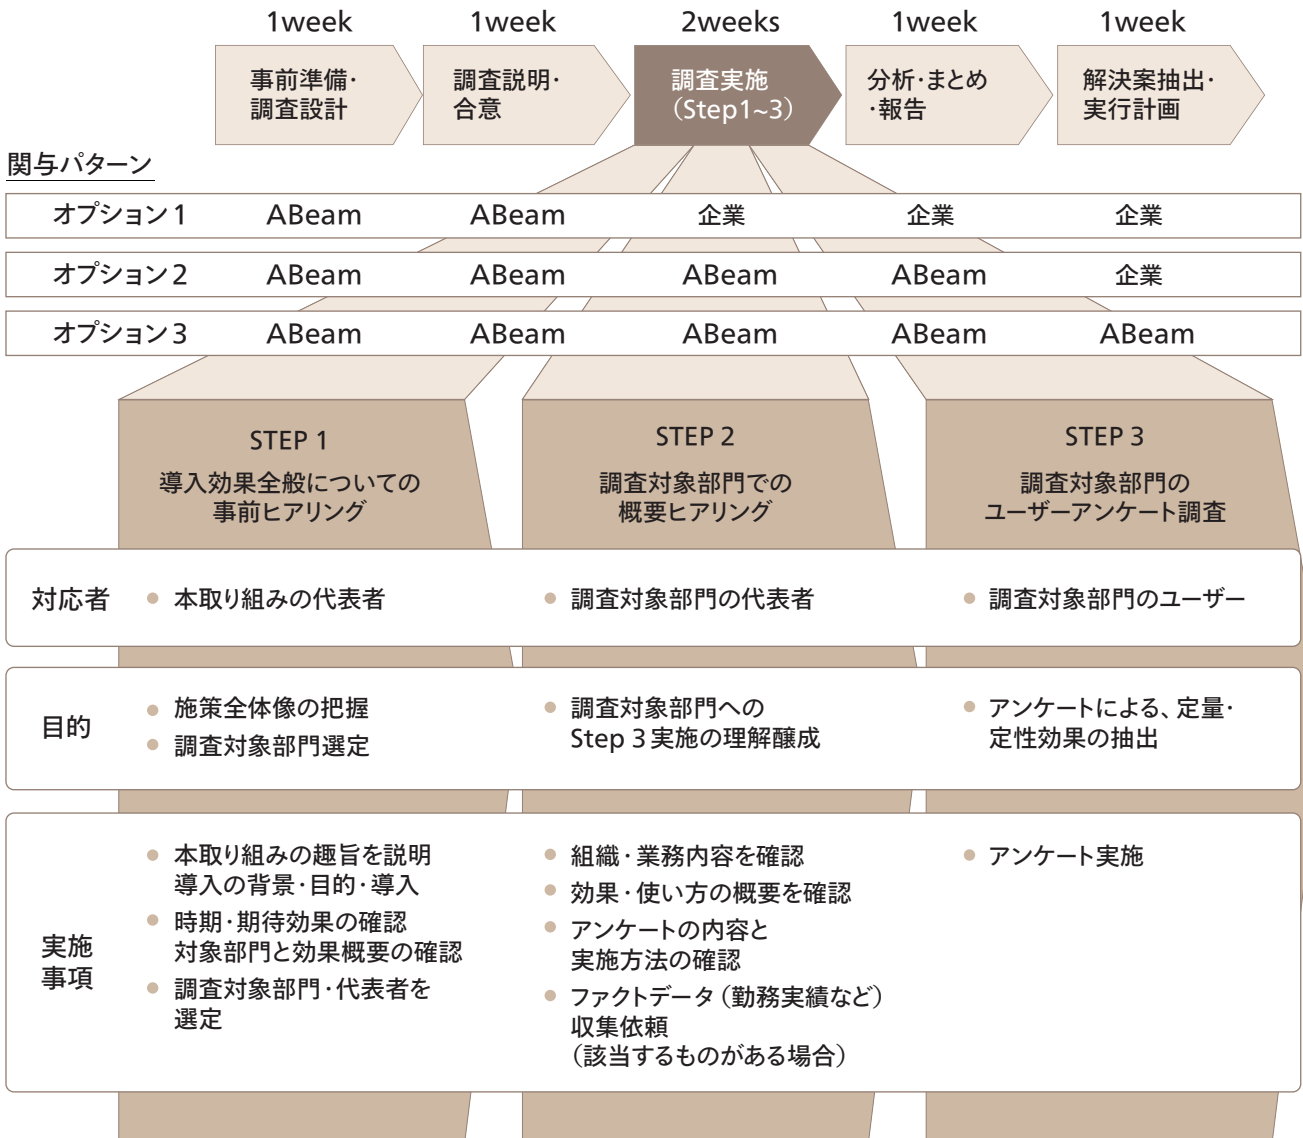 1week
1week
2weeks
1week
1week
事前準備・
調査設計
調査説明・
合意
調査実施
（Step1~3）
分析・まとめ
・報告
解決案抽出・
実行計画
関与パターン
オプション1 ABeam ABeam 企業 企業 企業
オプション2 ABeam ABeam ABeam ABeam 企業
オプション3 ABeam ABeam ABeam ABeam ABeam
STEP 1
導入効果全般についての
事前ヒアリング
STEP 2
調査対象部門での
概要ヒアリング
STEP 3
調査対象部門の
ユーザーアンケート調査
対応者
● 本取り組みの代表者
● 調査対象部門の代表者
● 調査対象部門のユーザー
目的
● 施策全体像の把握
● 調査対象部門選定
● 調査対象部門への
Step 3 実施の理解醸成
● アンケートによる、定量・
定性効果の抽出
実施
事項
● 本取り組みの趣旨を説明
導入の背景・目的・導入
● 時期・期待効果の確認
対象部門と効果概要の確認
● 調査対象部門・代表者を
選定
● 組織・業務内容を確認
● 効果・使い方の概要を確認
● アンケートの内容と
実施方法の確認
● ファクトデータ（勤務実績など）
収集依頼
（該当するものがある場合）
● アンケート実施